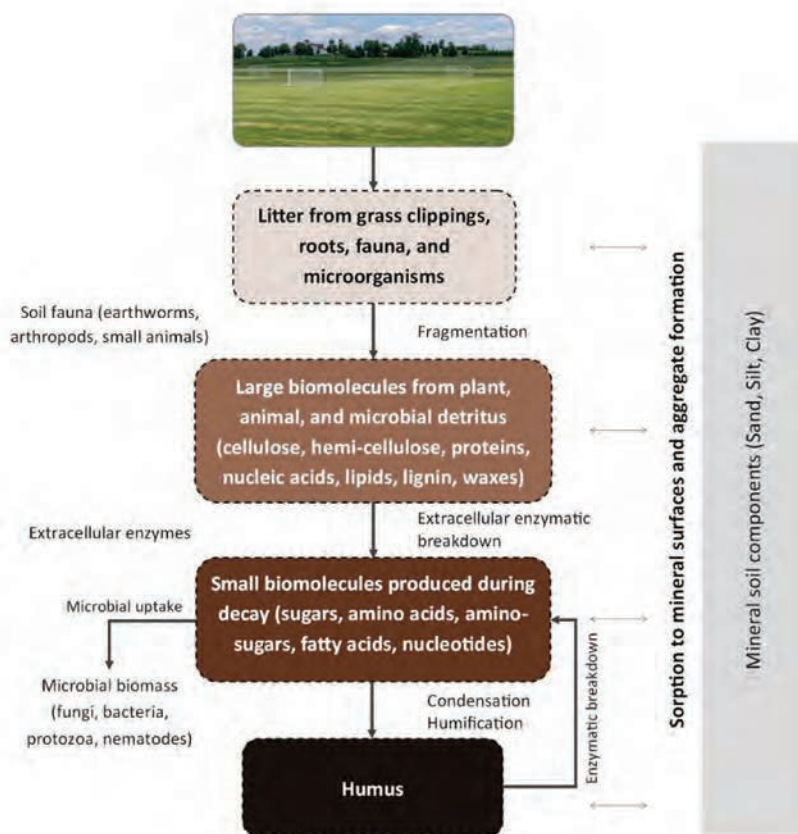 Litter from grass clippings,
roots, fauna, and
microorganisms
Soil fauna (earthworms,
arthropods, small animals)
Fragmentation
Large biomolecules from plant,
animal, and microbial detritus
(cellulose, hemi-cellulose, proteins,
nucleic acids, lipids, lignin, waxes)
Extracellular enzymes
Extracellular enzymatic
breakdown
Small biomolecules produced during
decay (sugars, amino acids, amino-
sugars, fatty acids, nucleotides)
Microbial uptake
Microbial biomass
(fungi, bacteria,
protozoa, nematodes)
Condensation
Humification
Enzymatic breakdown
Humus
Sorption to mineral surfaces and aggregate formation
Mineral soil components (Sand, Silt, Clay)